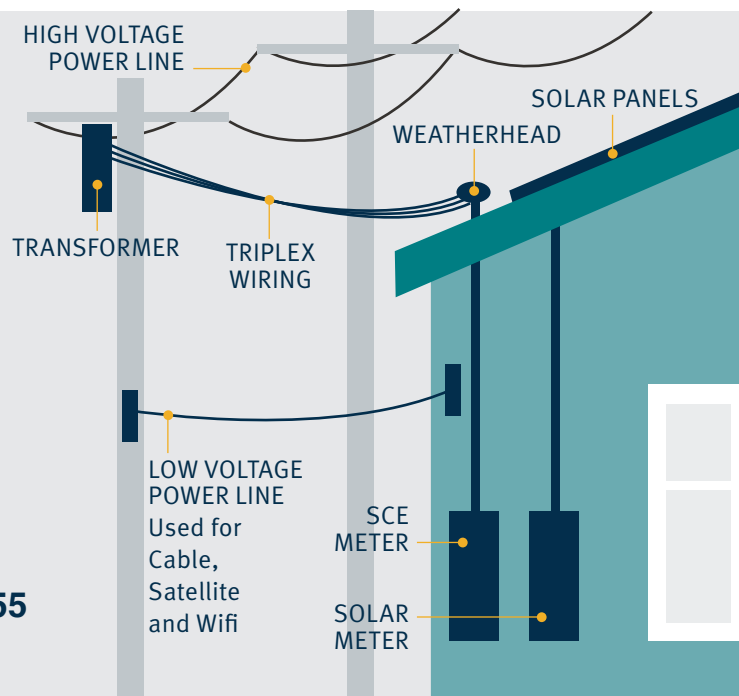 HIGH VOLTAGE
POWER LINE
SOLAR PANELS
WEATHERHEAD
TRANSFORMER
TRIPLEX
WIRING
LOW VOLTAGE
POWER LINE
Used for
Cable,
Satellite
and Wifi
SCE
METER
SOLAR
METER
55